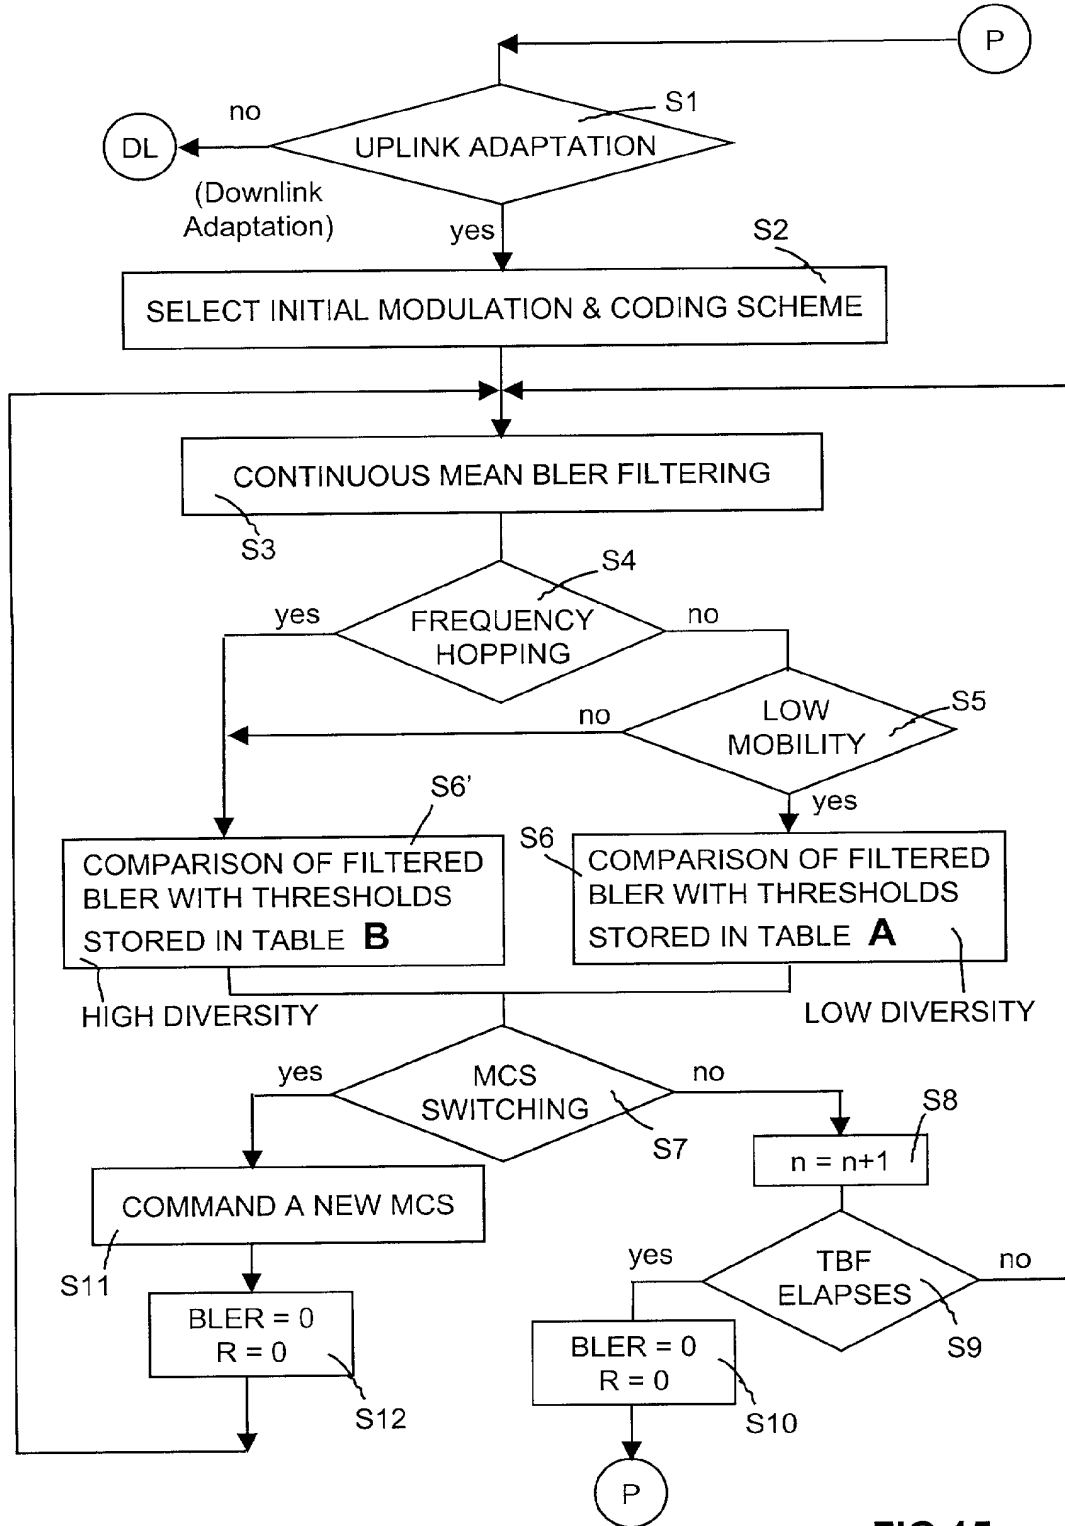 P
no
S1
DL
UPLINK ADAPTATION
(Downlink
Adaptation)
yes
S2
SELECT INITIAL MODULATION & CODING SCHEME
CONTINUOUS MEAN BLER FILTERING
S3
S4
yes
FREQUENCY
HOPPING
no
no
LOW
MOBILITY
S5
yes
S6'
S6
COMPARISON OF FILTERED
BLER WITH THRESHOLDS
STORED IN TABLE B
COMPARISON OF FILTERED
BLER WITH THRESHOLDS
STORED IN TABLE A
HIGH DIVERSITY
LOW DIVERSITY
yes
MCS
SWITCHING
no
S7
S8
n = n+1
COMMAND A NEW MCS
S11
yes
TBF
ELAPSES
no
S9
BLER = 0
R = 0
S12
BLER = 0
R = 0
S10
P